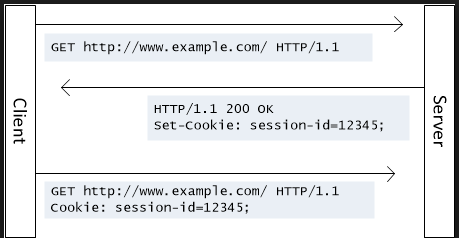 GET http://www.example.com/ HTTP/1.1
HTTP/1.1 200 OK
Set-Cookie: session-id=12345;
Client
Server
GET http://www.example.com/ HTTP/1.1
Cookie: session-id=12345;